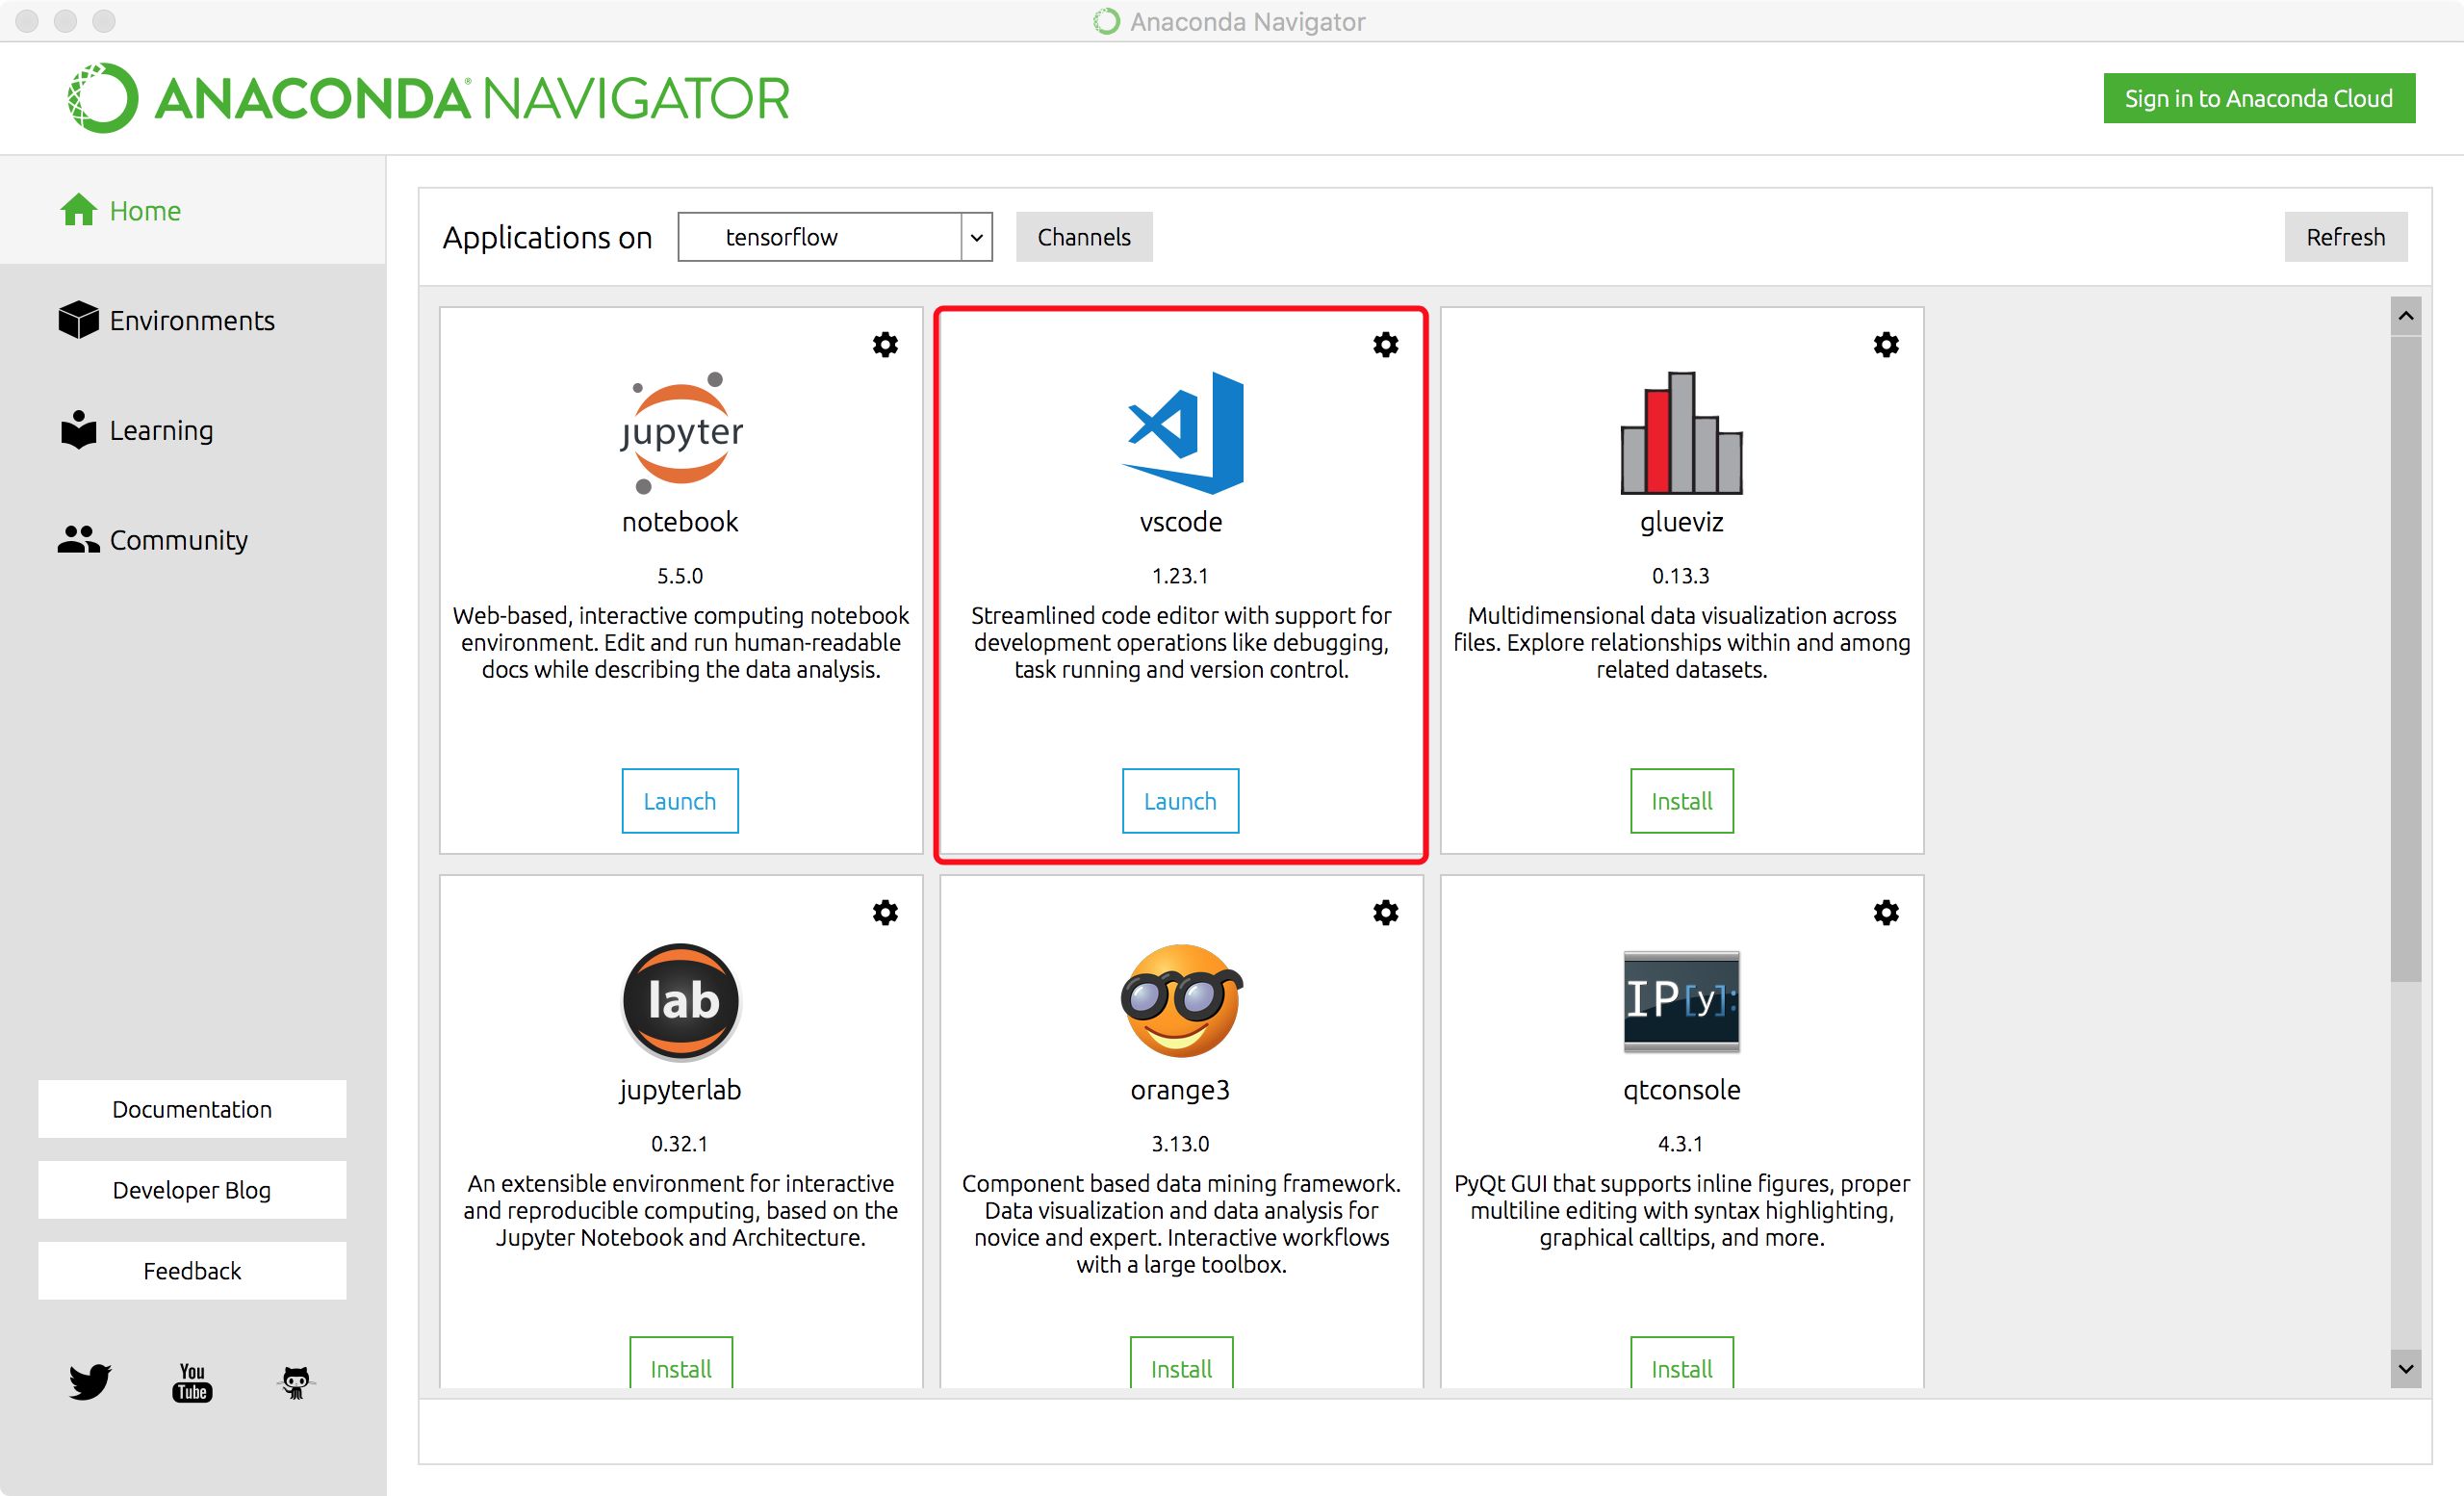 Anaconda Navigator
ANACONDA® NAVIGATOR
Sign in to Anaconda Cloud
Home
Environments
Learning
Community
Documentation
Developer Blog
Feedback
You
Tube
Applications on
tensorflow
Channels
Refresh
jupyter
notebook
5.5.0
Web-based, interactive computing notebook
environment. Edit and run human-readable
docs while describing the data analysis.
Launch
vscode
1.23.1
Streamlined code editor with support for
development operations like debugging,
task running and version control.
Launch
glueviz
0.13.3
Multidimensional data visualization across
files. Explore relationships within and among
related datasets.
Install
lab
jupyterlab
0.32.1
An extensible environment for interactive
and reproducible computing, based on the
Jupyter Notebook and Architecture.
Install
orange3
3.13.0
Component based data mining framework.
Data visualization and data analysis for
novice and expert. Interactive workflows
with a large toolbox.
Install
IP[y]:
qtconsole
4.3.1
PyQt GUI that supports inline figures, proper
multiline editing with syntax highlighting,
graphical calltips, and more.
Install